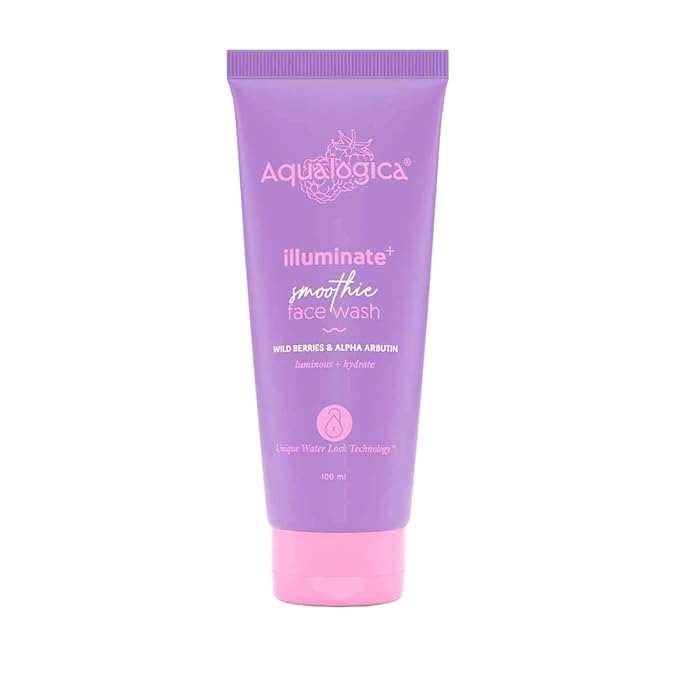 Aqualogica®
illuminate+
smoothie
face wash
WILD BERRIES & ALPHA ARBUTIN
luminous + hydrate
Unique Water Lock Technology™
100 ml